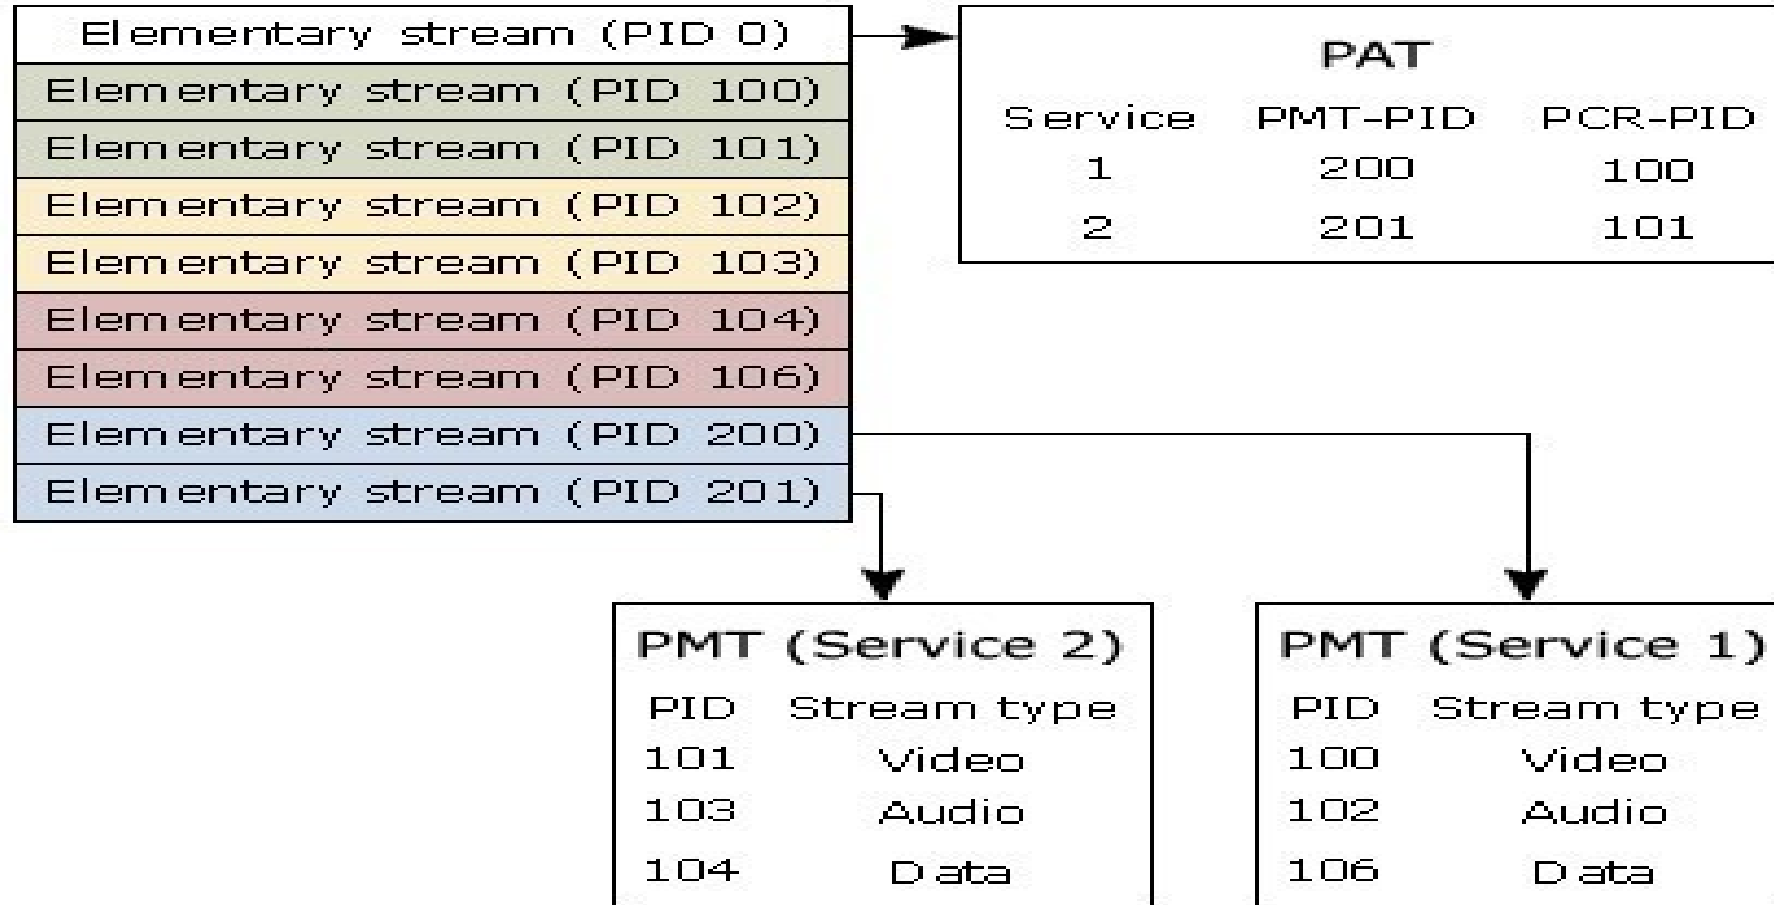 Elementary stream (PID 0)
Elementary stream (PID 100)
Elementary stream (PID 101)
Elementary stream (PID 102)
Elementary stream (PID 103)
Elementary stream (PID 104)
Elementary stream (PID 106)
Elementary stream (PID 200)
Elementary stream (PID 201)
PAT
Service PMT-PID PCR-PID
1 200 100
2 201 101
PMT (Service 2)
PID Stream type
101 Video
103 Audio
104 Data
PMT (Service 1)
PID Stream type
100 Video
102 Audio
106 Data